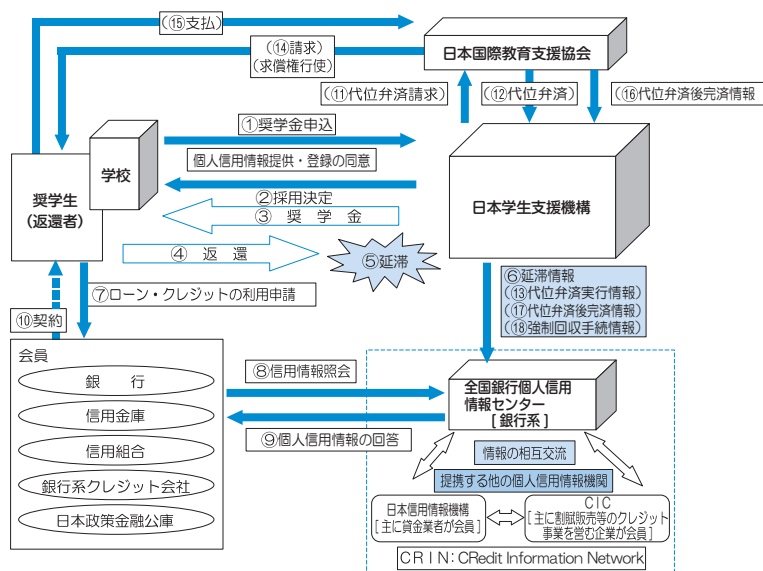 (⑮支払)
(⑭請求)
(求償権行使)
日本国際教育支援協会
(⑪代位弁済請求)
(⑫代位弁済)
(⑯代位弁済後完済情報)
①奨学金申込
個人信用情報提供・登録の同意
学校
奨学生
(返還者)
日本学生支援機構
②採用決定
③ 奨 学 金
④ 返 還
⑤延滞
⑥延滞情報
(⑬代位弁済実行情報)
(⑰代位弁済後完済情報)
(⑱強制回収手続情報)
⑦ローン・クレジットの利用申請
⑩契約
会員
銀 行
信用金庫
信用組合
銀行系クレジット会社
日本政策金融公庫
⑧信用情報照会
⑨個人信用情報の回答
全国銀行個人信用
情報センター
[ 銀行系 ]
情報の相互交流
提携する他の個人信用情報機関
日本信用情報機構
[ 主に貸金業者が会員 ]
CIC
[ 主に割賦販売等のクレジット
事業を営む企業が会員 ]
CRIN:CRedit Information Network